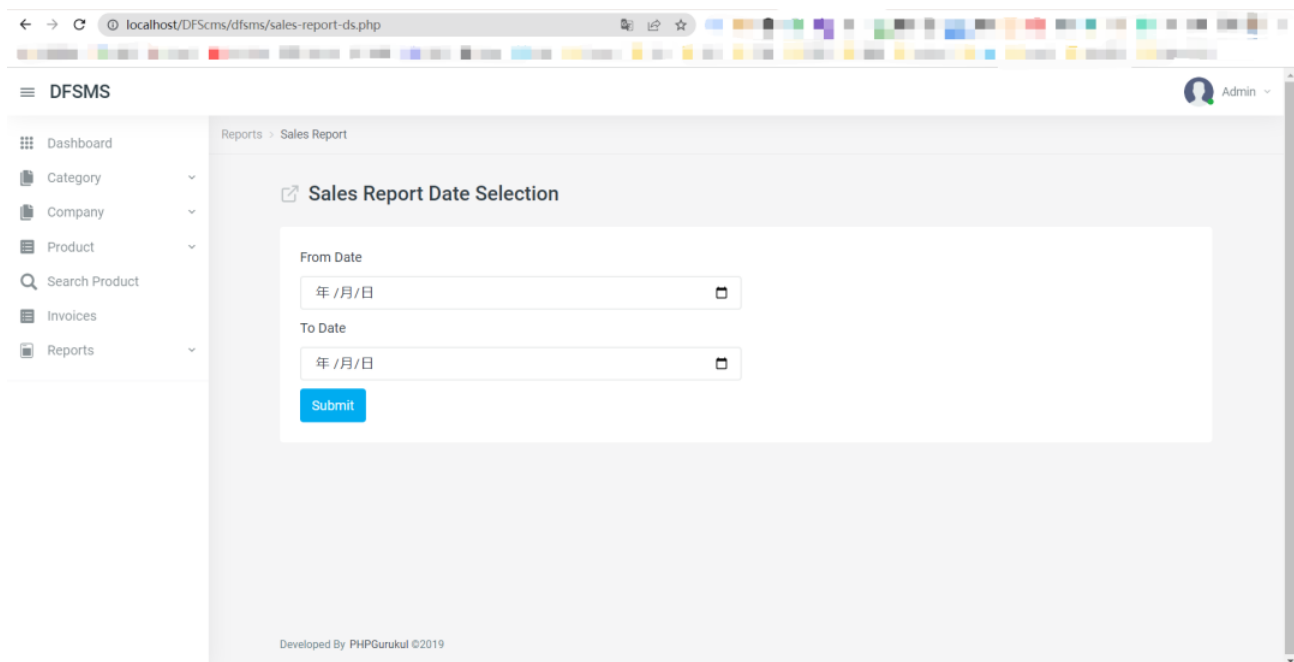 localhost/DFScms/dfsms/sales-report-ds.php
DFSMS
Admin
Reports > Sales Report
Dashboard
Category
Company
Product
Search Product
Invoices
Reports
Sales Report Date Selection
From Date
年 /月/日
To Date
年 /月/日
Submit
Developed By PHPGurukul ©2019